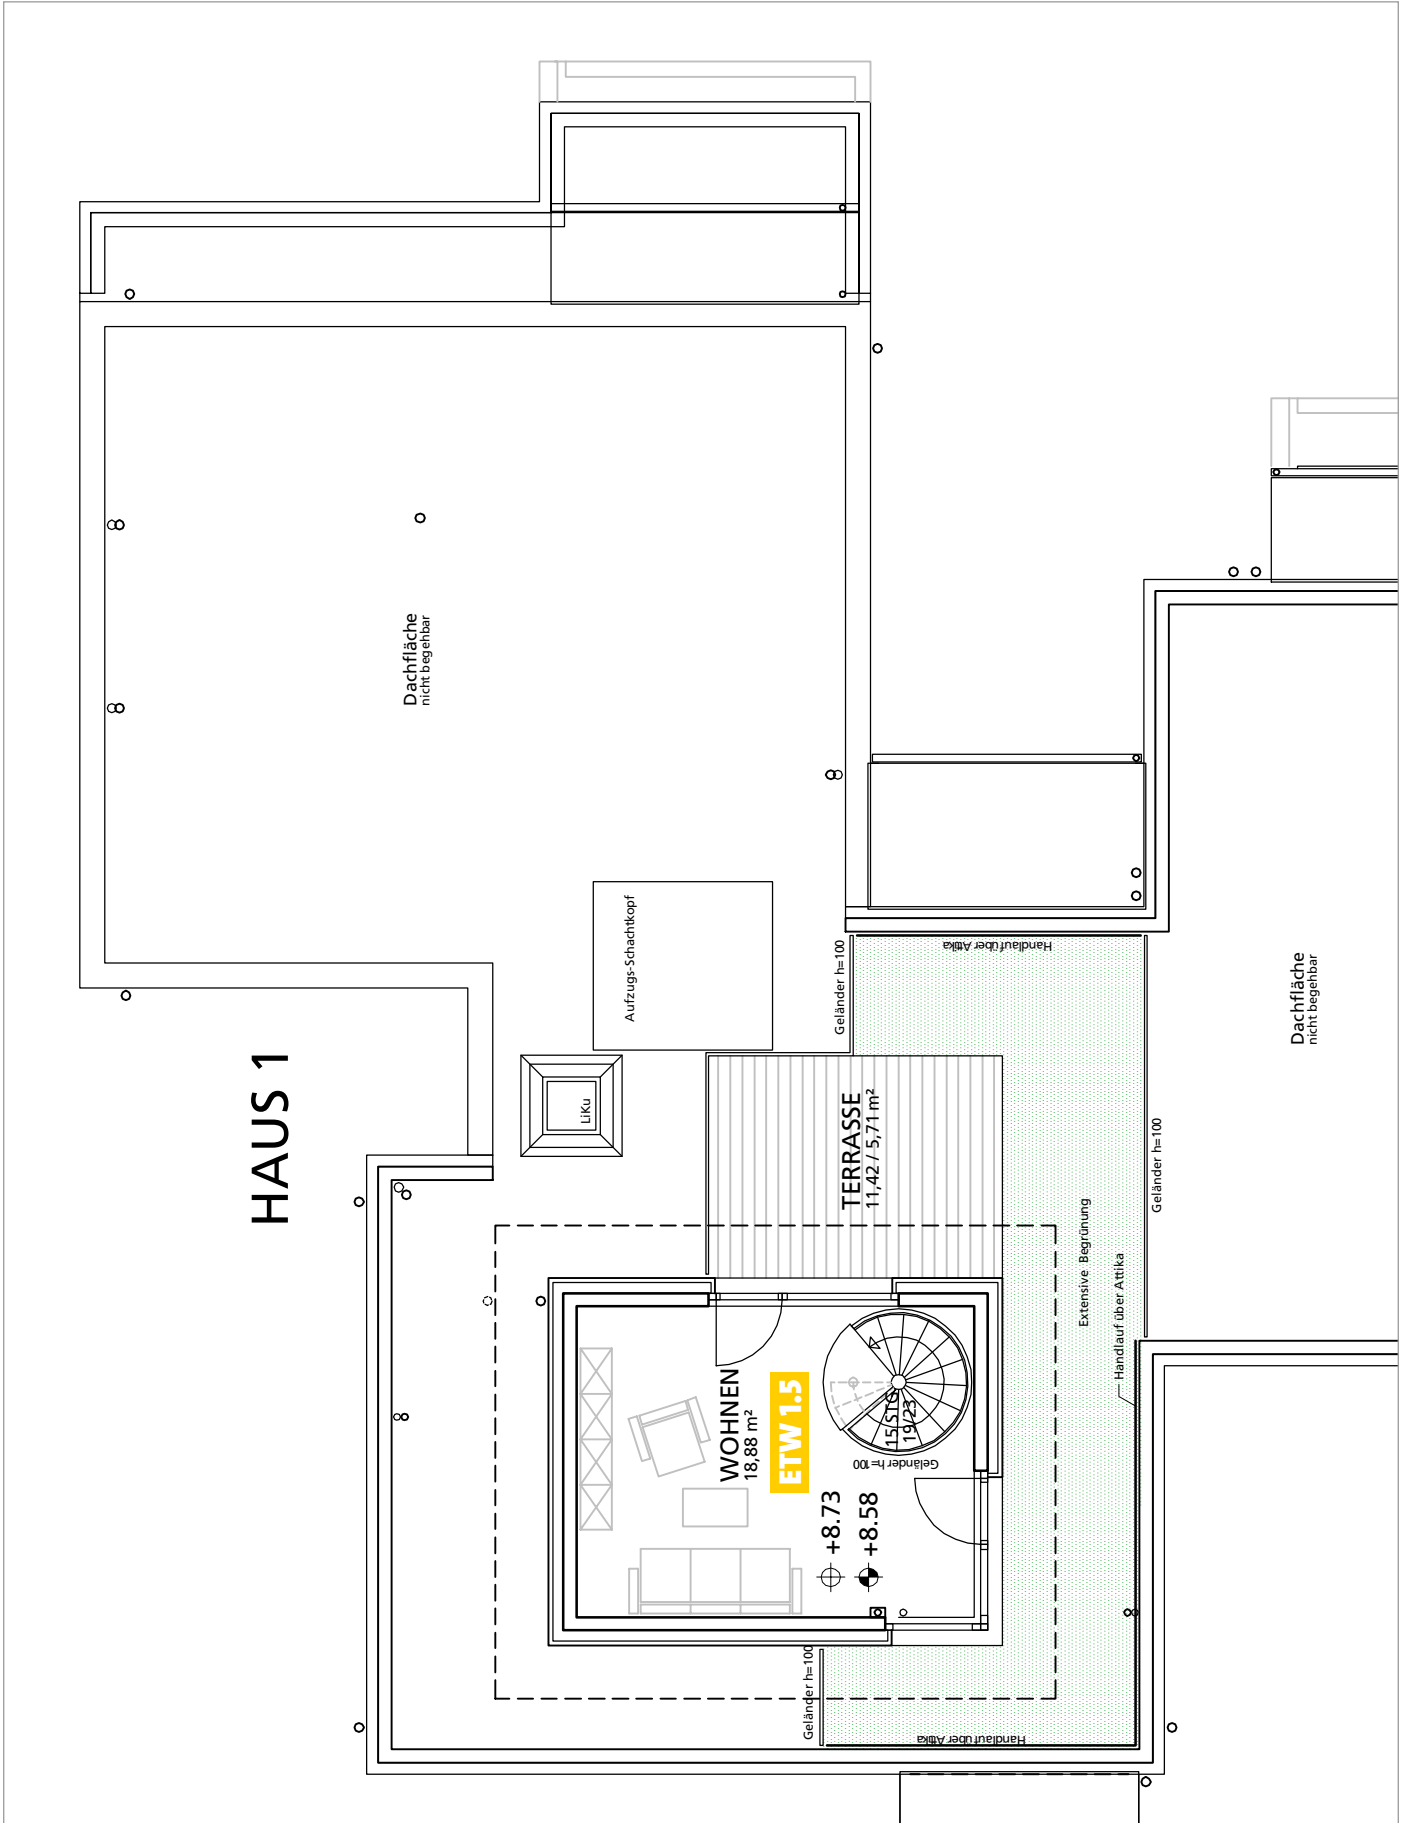 HAUS 1
Dachfläche
nicht begehbar
Aufzugs-Schachtkopf
LiKu
Geländer h=100
Handlauf über Attika
TERRASSE
11,42 / 5,71 m²
Dachfläche
nicht begehbar
Geländer h=100
Extensive Begrünung
Handlauf über Attika
WOHNEN
18,88 m²
ETW 1.5
15 STG
19/23
Geländer h=100
+8.73
+8.58
Geländer h=100
Handlauf über Attika